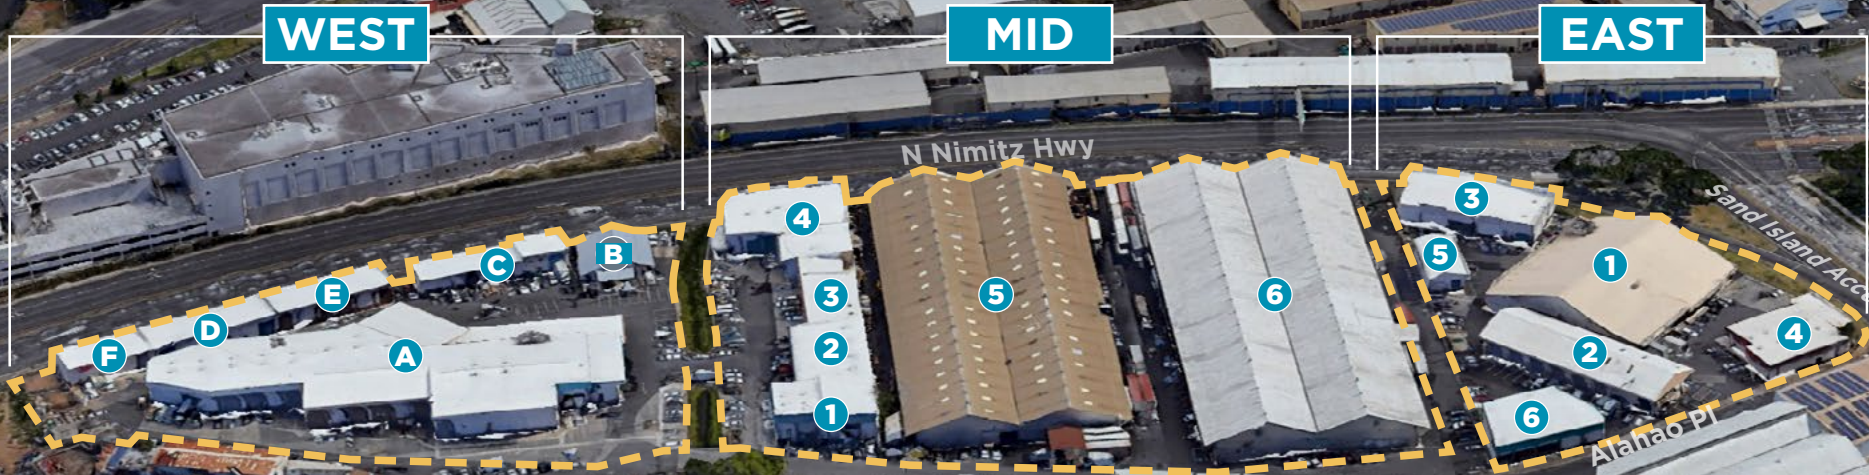 WEST
MID
EAST
N Nimitz Hwy
Sand Island Acc
Alahao Pl
A
B
C
D
E
F
1
2
3
4
5
6
1
2
3
4
5
6